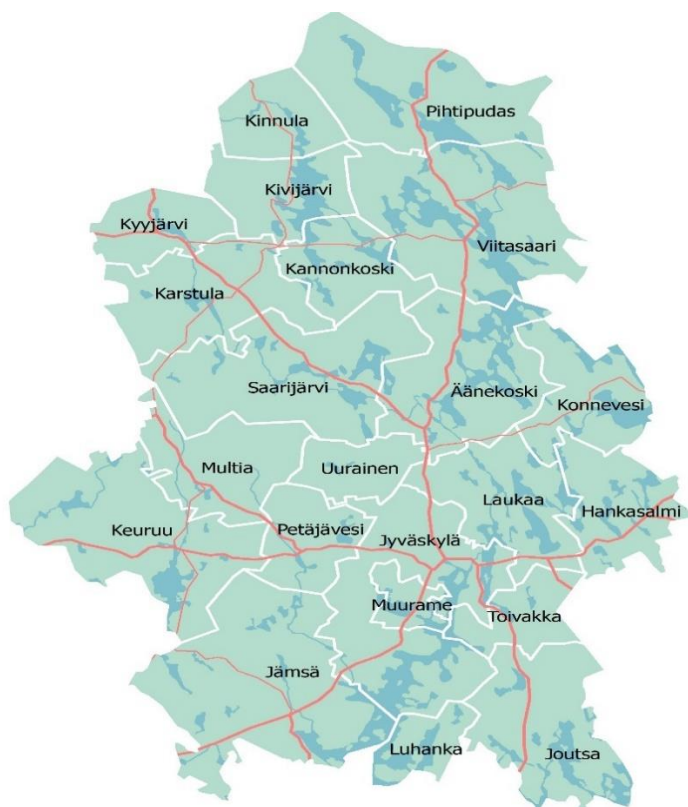 Pihtipudas
Kinnula
Kivijärvi
Kyyjärvi
Viitasaari
Kannonkoski
Karstula
Saarijärvi
Äänekoski
Konnevesi
Multia
Uurainen
Laukaa
Hankasalmi
Keuruu
Petäjävesi
Jyväskylä
Muurame
Toivakka
Jämsä
Luhanka
Joutsa